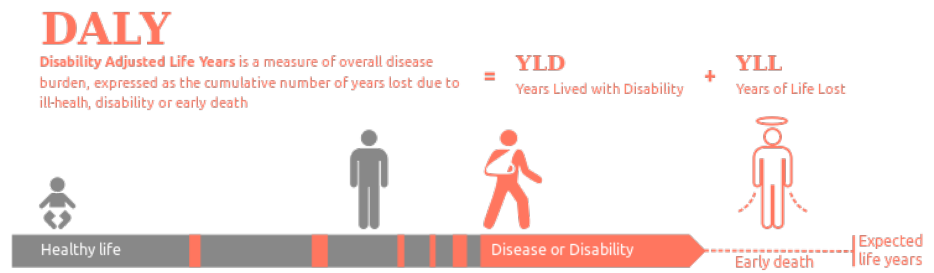 DALY
Disability Adjusted Life Years is a measure of overall disease
burden, expressed as the cumulative number of years lost due to
ill-healh, disability or early death
= YLD + YLL
Years Lived with Disability
Years of Life Lost
Healthy life
Disease or Disability
Early death
Expected
life years